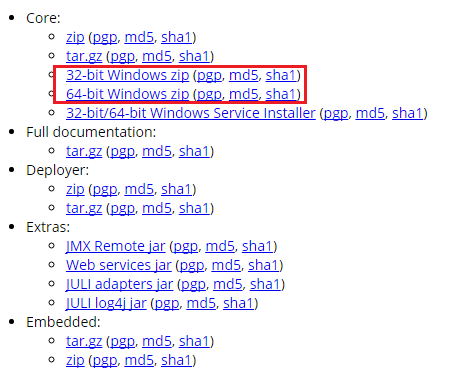 Core:
zip (pgp, md5, sha1)
tar.gz (pgp, md5, sha1)
32-bit Windows zip (pgp, md5, sha1)
64-bit Windows zip (pgp, md5, sha1)
32-bit/64-bit Windows Service Installer (pgp, md5, sha1)
Full documentation:
tar.gz (pgp, md5, sha1)
Deployer:
zip (pgp, md5, sha1)
tar.gz (pgp, md5, sha1)
Extras:
JMX Remote jar (pgp, md5, sha1)
Web services jar (pgp, md5, sha1)
JULI adapters jar (pgp, md5, sha1)
JULI log4j jar (pgp, md5, sha1)
Embedded:
tar.gz (pgp, md5, sha1)
zip (pgp, md5, sha1)